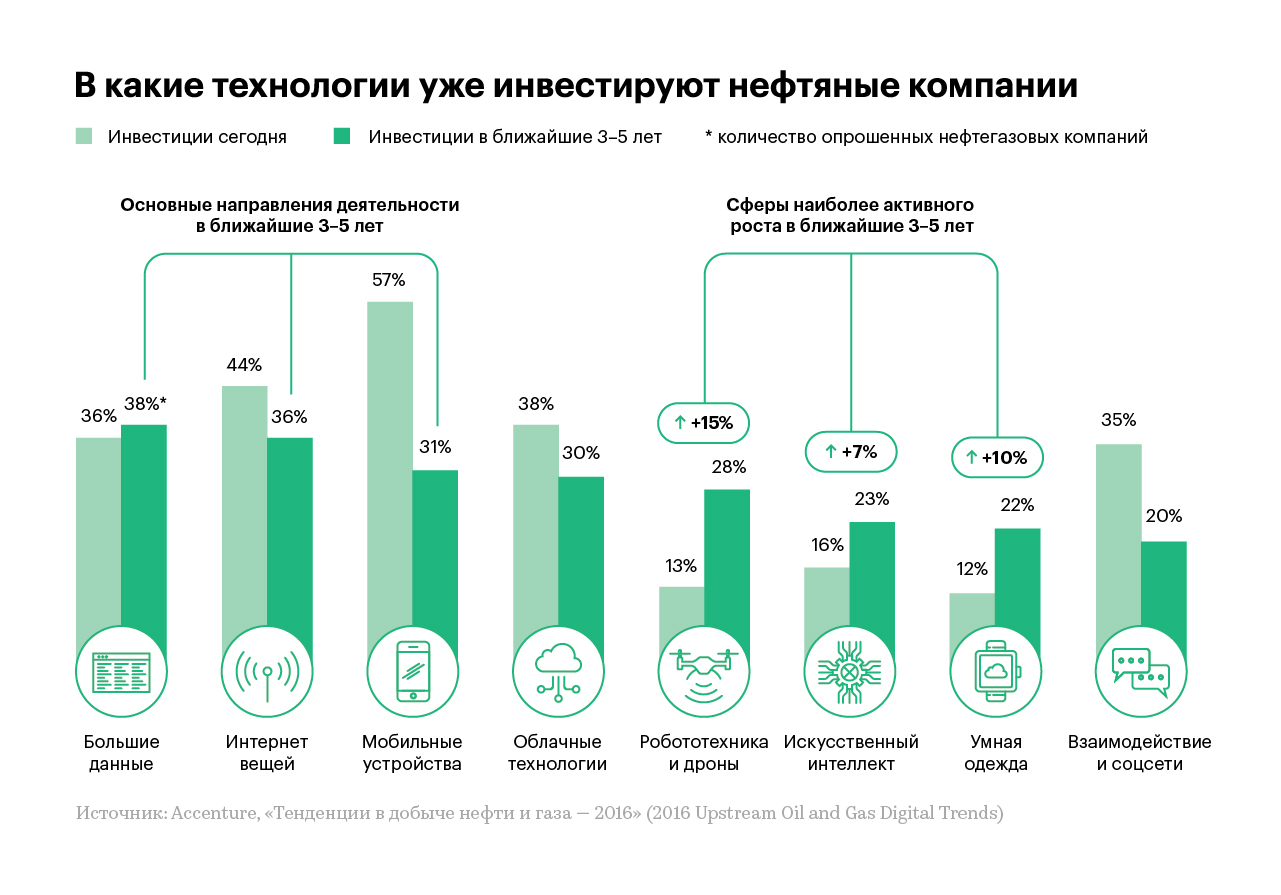 В какие технологии уже инвестируют нефтяные компании
Инвестиции сегодня
Инвестиции в ближайшие 3–5 лет
* количество опрошенных нефтегазовых компаний
Основные направления деятельности
в ближайшие 3–5 лет
Сферы наиболее активного
роста в ближайшие 3–5 лет
36%
38%*
44%
36%
57%
31%
38%
30%
↑ +15%
13%
28%
↑ +7%
16%
23%
↑ +10%
12%
22%
35%
20%
Большие
данные
Интернет
вещей
Мобильные
устройства
Облачные
технологии
Робототехника
и дроны
Искусственный
интеллект
Умная
одежда
Взаимодействие
и соцсети
Источник: Accenture, «Тенденции в добыче нефти и газа — 2016» (2016 Upstream Oil and Gas Digital Trends)